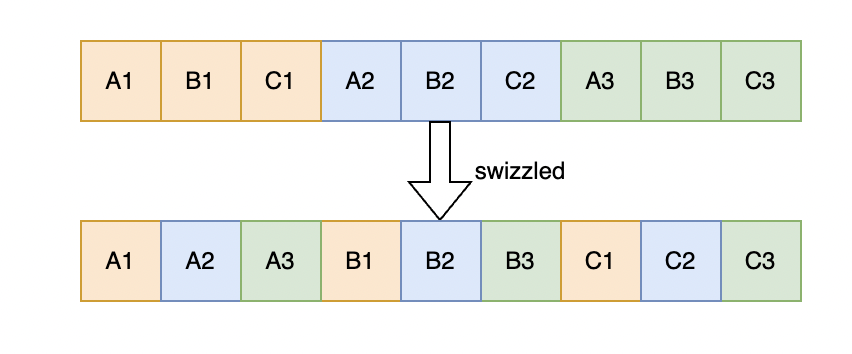 A1 B1 C1 A2 B2 C2 A3 B3 C3
swizzled
A1 A2 A3 B1 B2 B3 C1 C2 C3